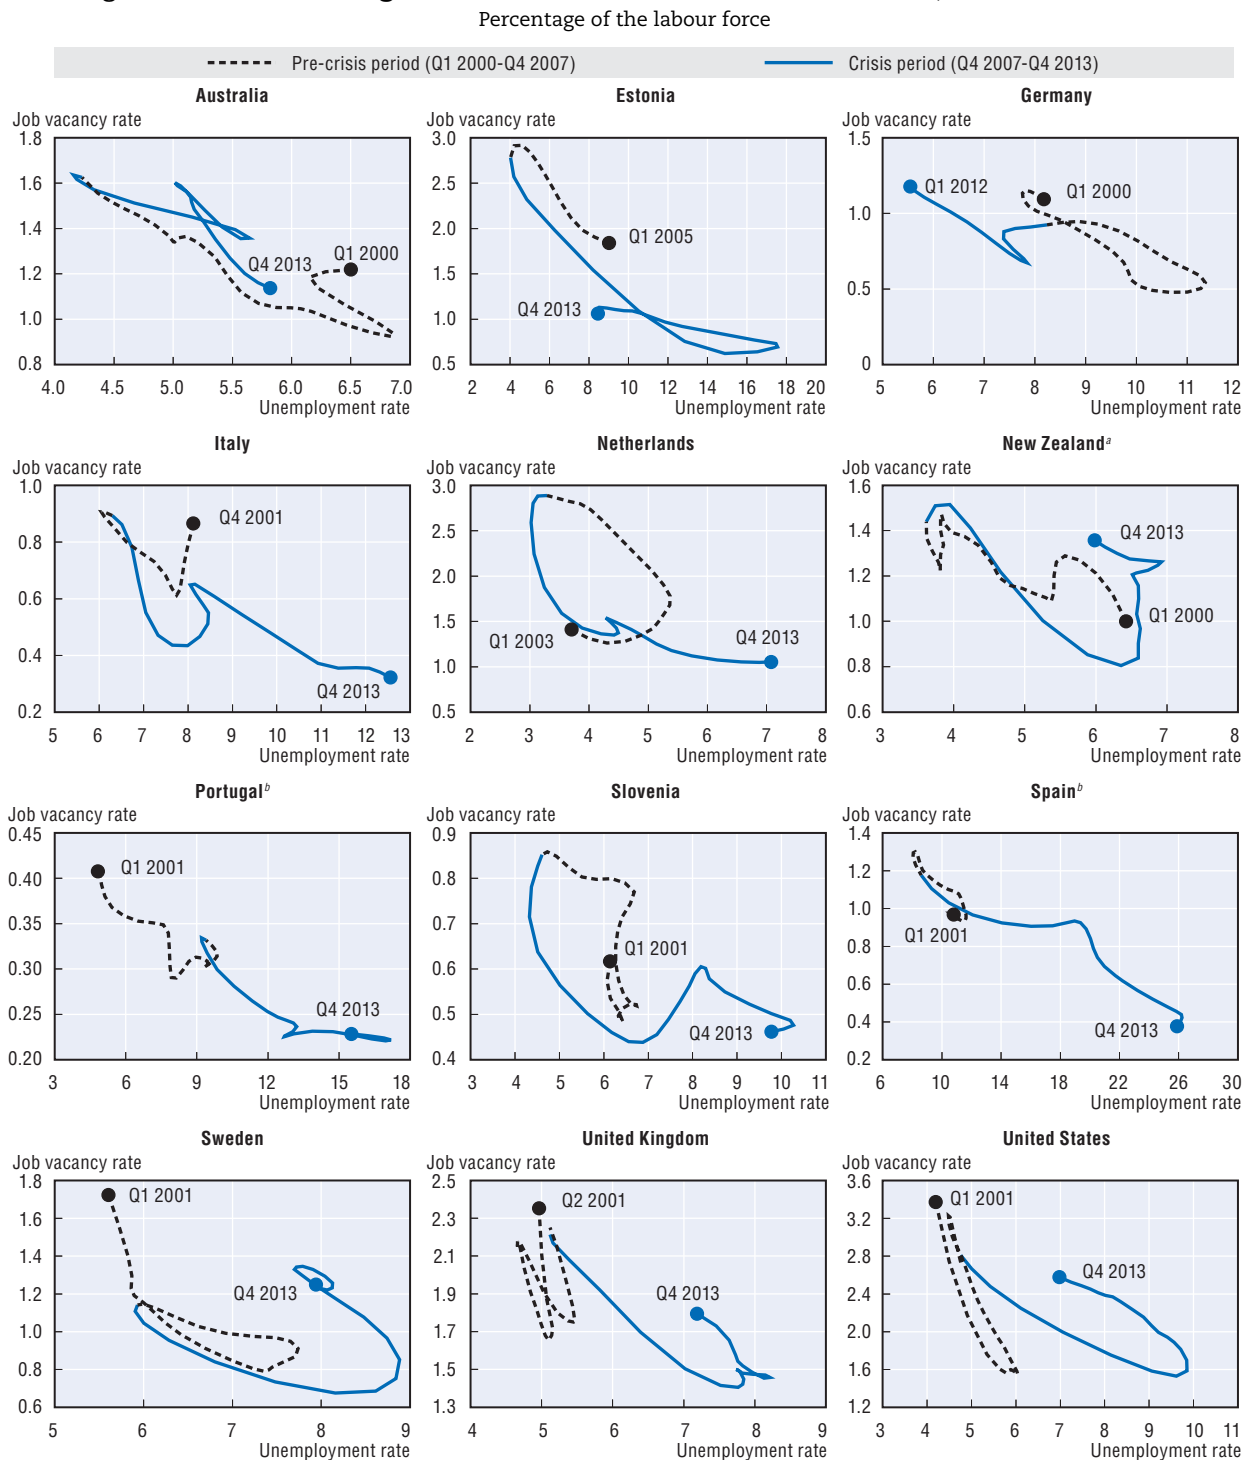 Percentage of the labour force
Pre-crisis period (Q1 2000-Q4 2007) Crisis period (Q4 2007-Q4 2013)
Australia Estonia Germany
Job vacancy rate Job vacancy rate Job vacancy rate
1.8 3.0 1.5
1.6 2.5
1.4 2.0 1.0
1.2 1.5
1.0 1.0 0.5
0.8 0.5 0
Q4 2013 Q1 2000 Q1 2005 Q4 2013 Q1 2012 Q1 2000
4.0 4.5 5.0 5.5 6.0 6.5 7.0 2 4 6 8 10 12 14 16 18 20 5 6 7 8 9 10 11 12
Unemployment rate Unemployment rate Unemployment rate
Italy Netherlands New Zealand a
Job vacancy rate Job vacancy rate Job vacancy rate
1.0 3.0 1.6
0.8 2.5 1.4
2.0 1.2
0.6 1.5 1.0
0.4 1.0 0.8
0.2 0.5 0.6
Q4 2001 Q4 2013 Q1 2003 Q4 2013 Q4 2013 Q1 2000
5 6 7 8 9 10 11 12 13 2 3 4 5 6 7 8 3 4 5 6 7 8
Unemployment rate Unemployment rate Unemployment rate
Portugal b Slovenia Spain b
Job vacancy rate Job vacancy rate Job vacancy rate
0.45 0.9 1.4
0.40 0.8 1.2
0.35 0.7 1.0
0.30 0.6 0.8
0.25 0.5 0.6
0.20 0.4 0.4
0.2
Q1 2001 Q4 2013 Q1 2001 Q4 2013 Q1 2001 Q4 2013
3 6 9 12 15 18 3 4 5 6 7 8 9 10 11 6 10 14 18 22 26 30
Unemployment rate Unemployment rate Unemployment rate
Sweden United Kingdom United States
Job vacancy rate Job vacancy rate Job vacancy rate
1.8 2.5 3.6
1.6 2.3 3.2
1.4 2.1 2.8
1.2 1.9 2.4
1.0 1.7 2.0
0.8 1.5 1.6
0.6 1.3 1.2
Q1 2001 Q4 2013 Q2 2001 Q4 2013 Q1 2001 Q4 2013
5 6 7 8 9 4 5 6 7 8 9 3 4 5 6 7 8 9 10 11
Unemployment rate Unemployment rate Unemployment rate